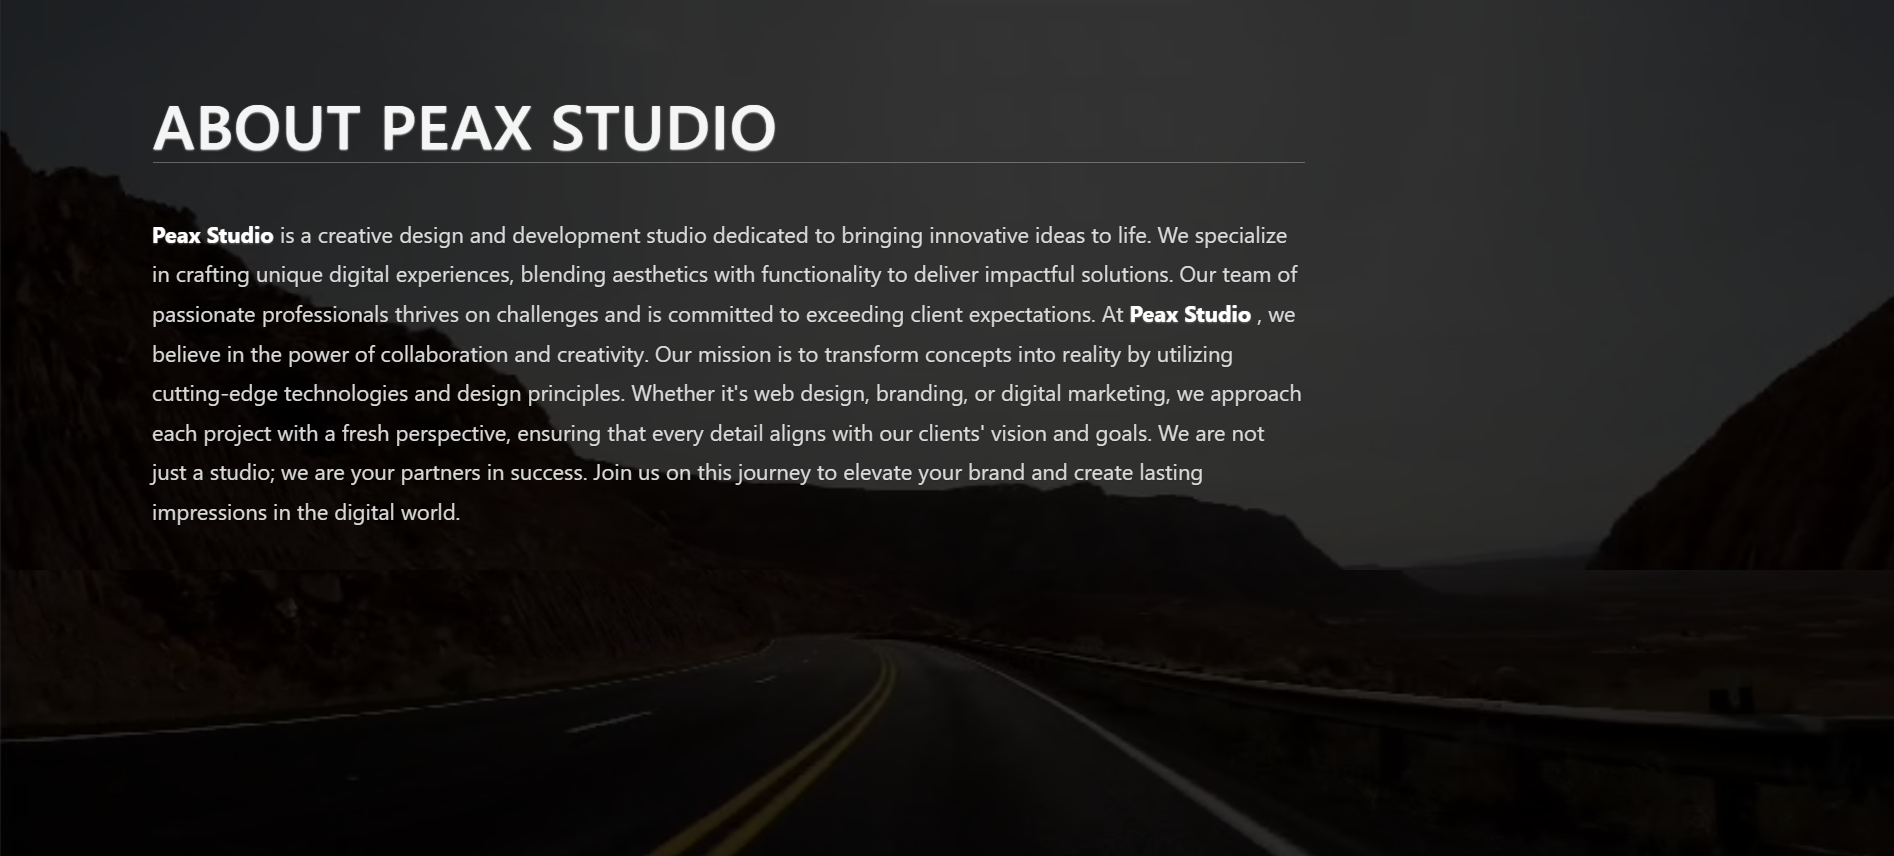 ABOUT PEAX STUDIO
Peax Studio is a creative design and development studio dedicated to bringing innovative ideas to life. We specialize
in crafting unique digital experiences, blending aesthetics with functionality to deliver impactful solutions. Our team of
passionate professionals thrives on challenges and is committed to exceeding client expectations. At Peax Studio , we
believe in the power of collaboration and creativity. Our mission is to transform concepts into reality by utilizing
cutting-edge technologies and design principles. Whether it's web design, branding, or digital marketing, we approach
each project with a fresh perspective, ensuring that every detail aligns with our clients' vision and goals. We are not
just a studio; we are your partners in success. Join us on this journey to elevate your brand and create lasting
impressions in the digital world.